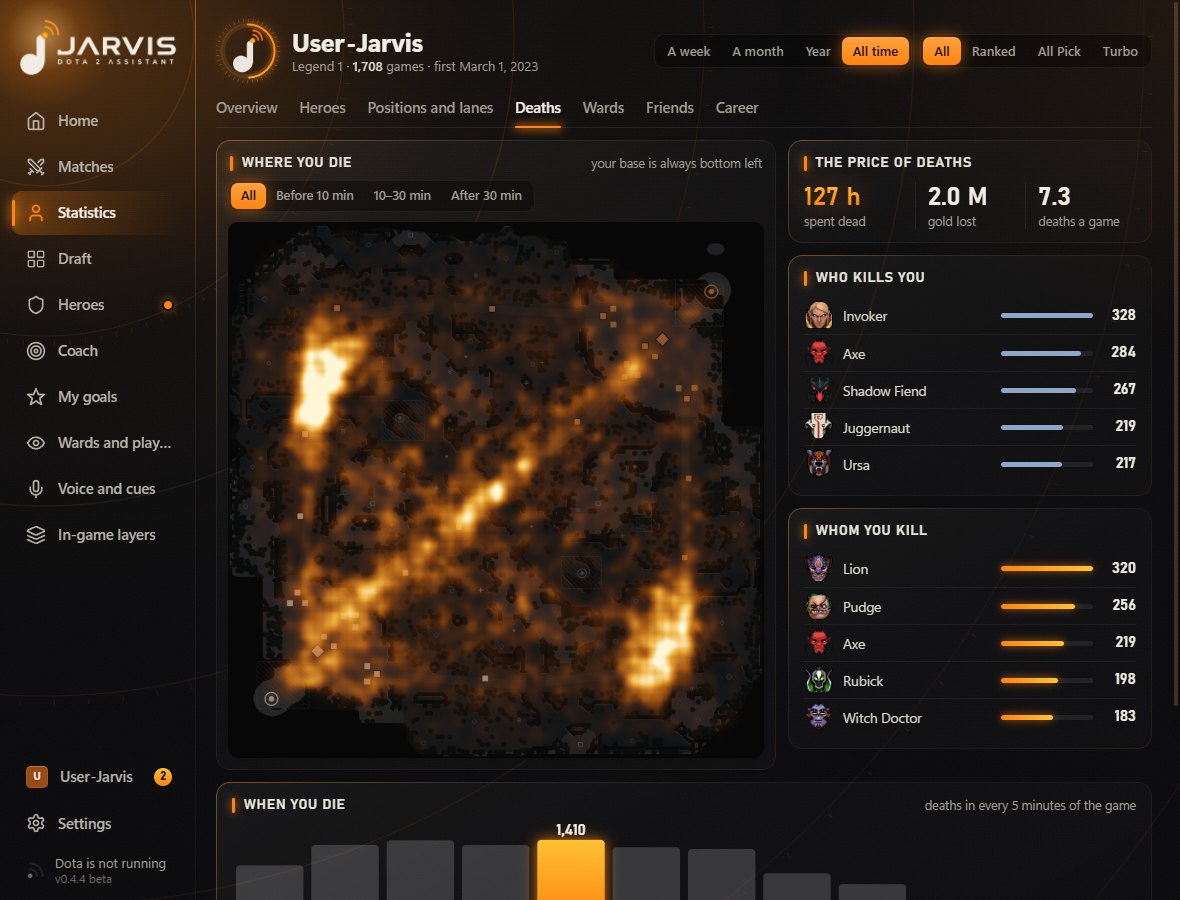 JARVIS
DOTA 2 ASSISTANT
Home
Matches
Statistics
Draft
Heroes
Coach
My goals
Wards and play...
Voice and cues
In-game layers
U User-Jarvis 2
Settings
Dota is not running
v0.4.4 beta
User-Jarvis
Legend 1 · 1,708 games · first March 1, 2023
A week A month Year All time All Ranked All Pick Turbo
Overview Heroes Positions and lanes Deaths Wards Friends Career
WHERE YOU DIE your base is always bottom left
All Before 10 min 10–30 min After 30 min
THE PRICE OF DEATHS
127 h 2.0 M 7.3
spent dead gold lost deaths a game
WHO KILLS YOU
Invoker 328
Axe 284
Shadow Fiend 267
Juggernaut 219
Ursa 217
WHOM YOU KILL
Lion 320
Pudge 256
Axe 219
Rubick 198
Witch Doctor 183
WHEN YOU DIE deaths in every 5 minutes of the game
1,410